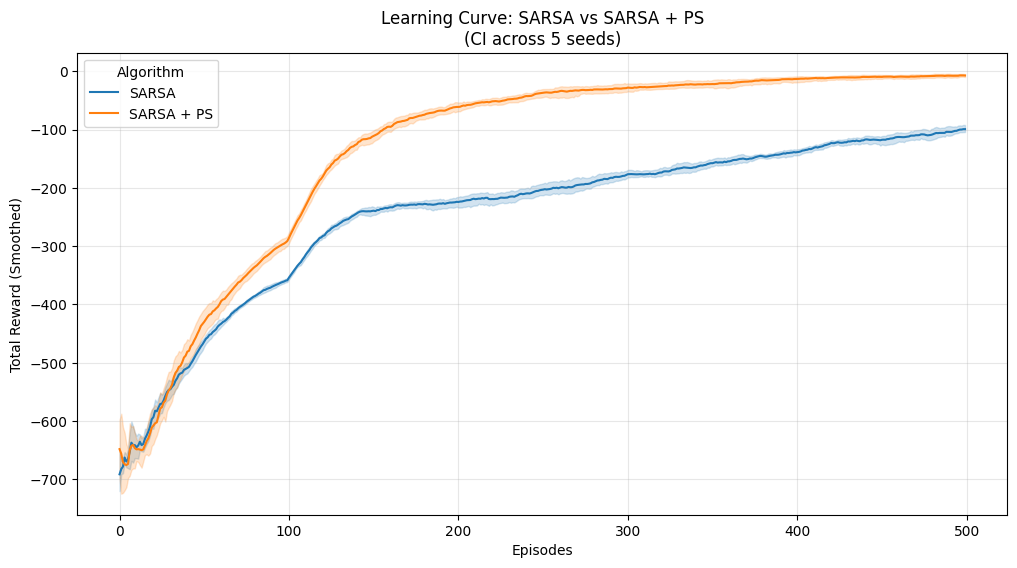 Learning Curve: SARSA vs SARSA + PS
(CI across 5 seeds)
Algorithm
SARSA
SARSA + PS
Total Reward (Smoothed)
0
−100
−200
−300
−400
−500
−600
−700
0
100
200
300
400
500
Episodes